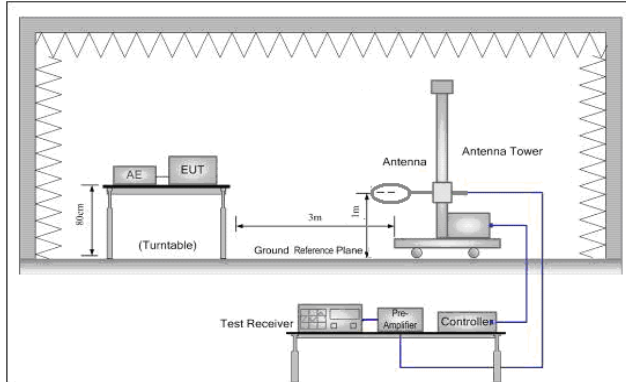 Antenna Tower
Antenna
EUT
AE
80cm
1m
3m
(Turntable)
Ground Reference Plane
Test Receiver
Pre-
Amplifier
Controller